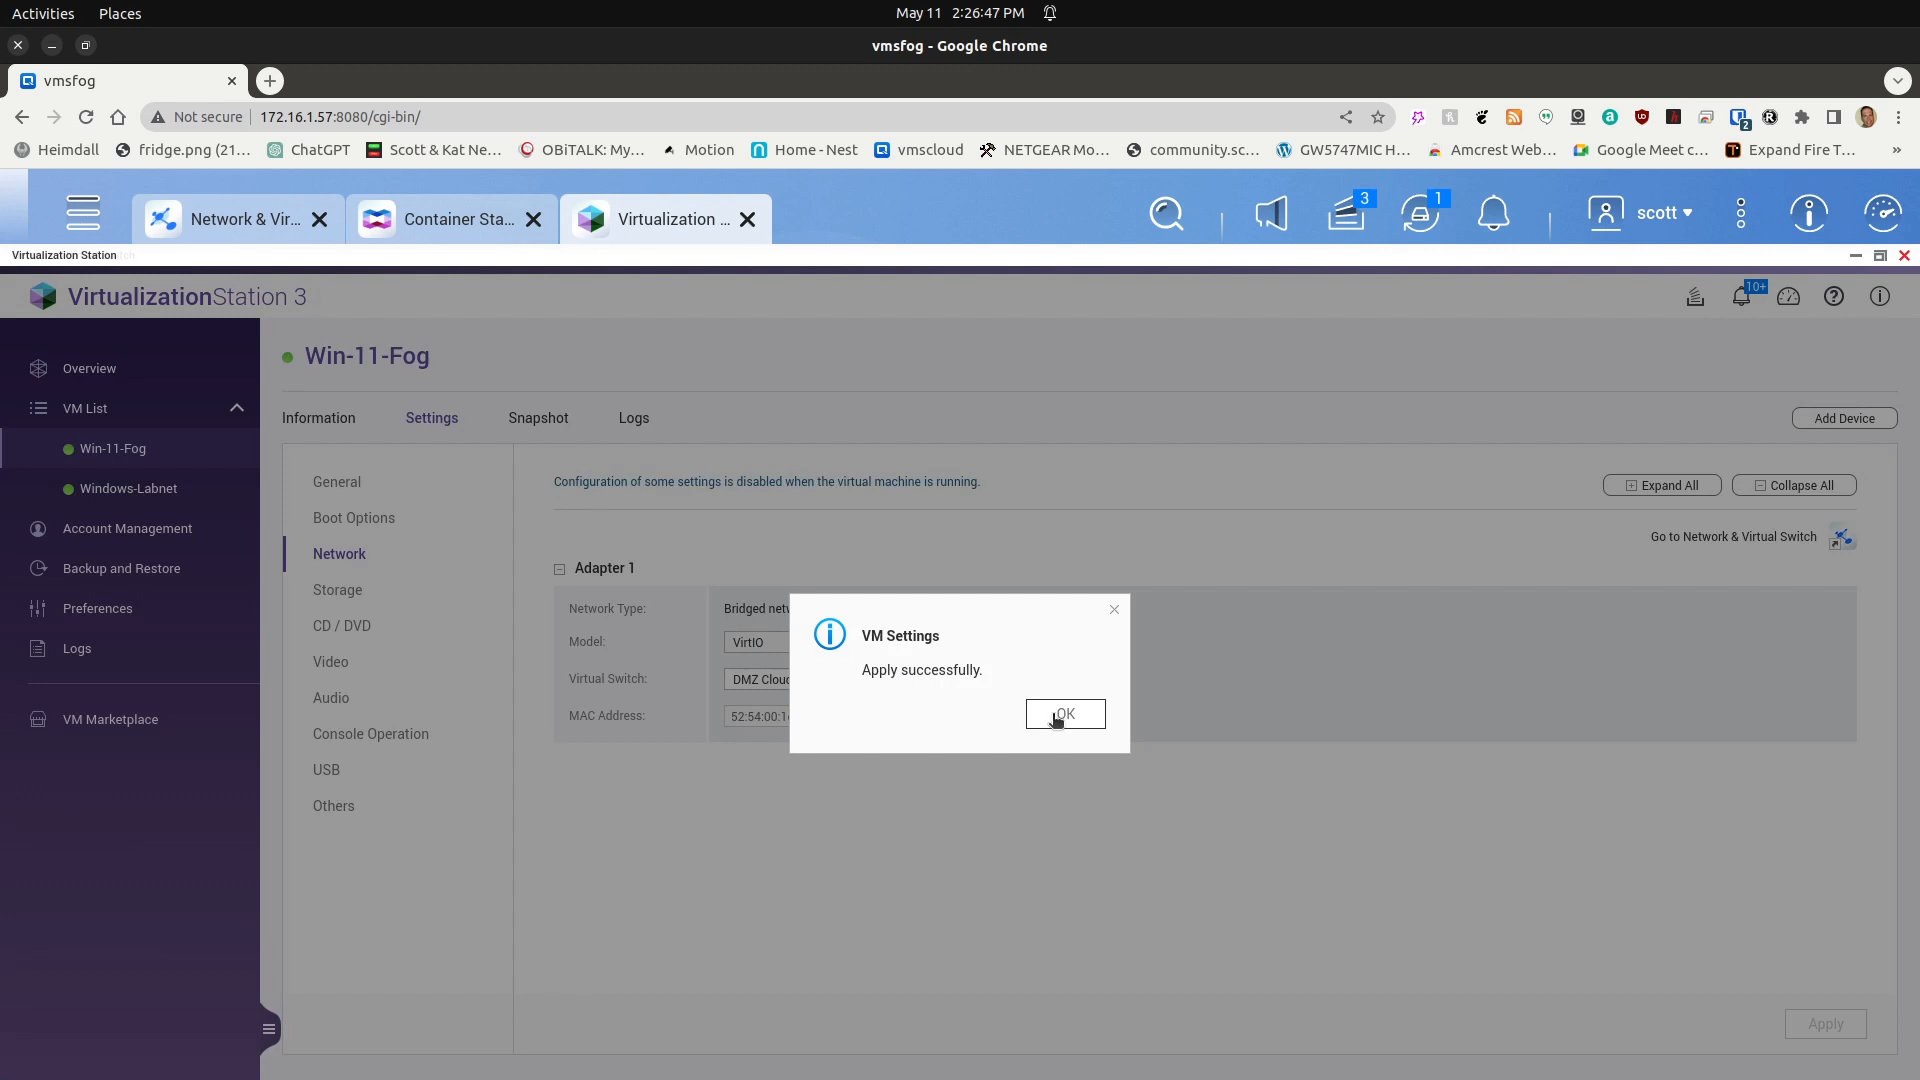 Activities Places May 11 2:26:47 PM
vmsfog - Google Chrome
vmsfog
Not secure 172.16.1.57:8080/cgi-bin/
2
Heimdall fridge.png (21... ChatGPT Scott & Kat Ne... OBiTALK: My... Motion Home - Nest vmscloud NETGEAR Mo... community.sc... GW5747MIC H... Amcrest Web... Google Meet c... Expand Fire T... »
Network & Vir... Container Sta... Virtualization ... 3 1 scott
Virtualization Station
VirtualizationStation 3 10+
Win-11-Fog
Overview
VM List
Win-11-Fog
Windows-Labnet
Account Management
Backup and Restore
Preferences
Logs
VM Marketplace
Information Settings Snapshot Logs Add Device
General
Boot Options
Network
Storage
CD / DVD
Video
Audio
Console Operation
USB
Others
Configuration of some settings is disabled when the virtual machine is running. Expand All Collapse All
Go to Network & Virtual Switch
Adapter 1
Network Type: Bridged
Model: VirtIO
Virtual Switch: DMZ
MAC Address: 52:54:00:1
VM Settings
Apply successfully.
OK
Apply